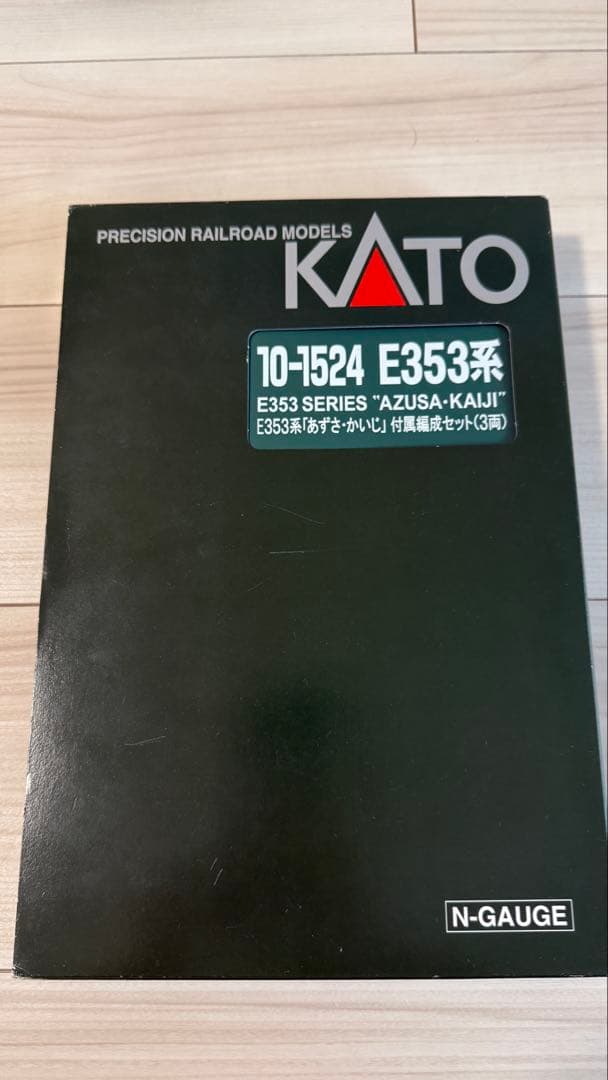 PRECISION RAILROAD MODELS
KATO
10-1524 E353系
E353 SERIES "AZUSA・KAIJI"
E353系「あずさ・かいじ」 付属編成セット(3両)
N-GAUGE